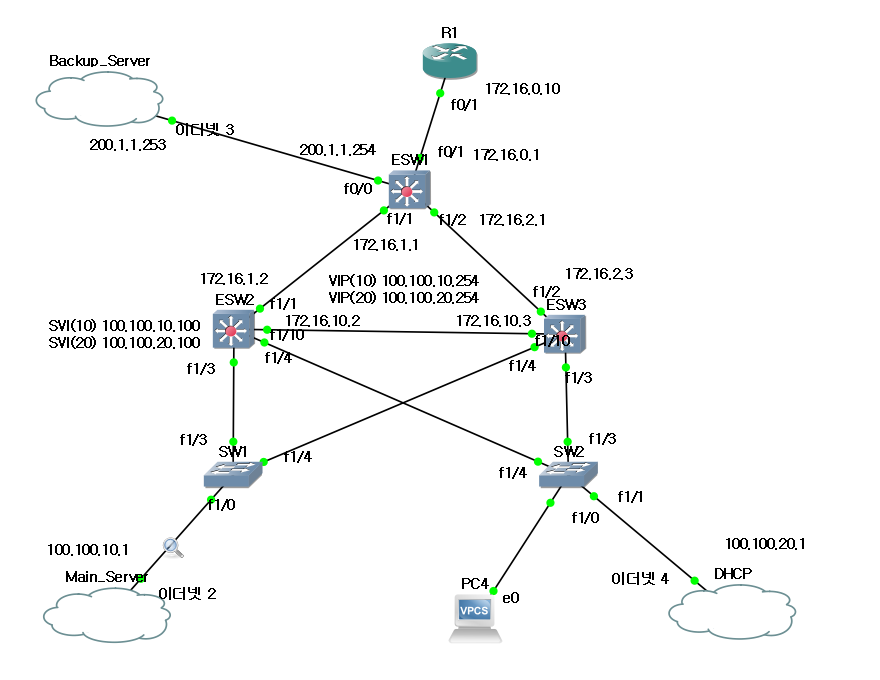 R1
Backup_Server
172,16,0,10
f0/1
이더넷 3
200,1,1,253
200,1,1,254
f0/1
172,16,0,1
ESW1
f0/0
f1/1
f1/2
172,16,2,1
172,16,1,1
172,16,1,2
VIP(10) 100,100,10,254
VIP(20) 100,100,20,254
172,16,2,3
f1/2
ESW2
f1/1
ESW3
SVI(10) 100,100,10,100
SVI(20) 100,100,20,100
172,16,10,2
172,16,10,3
f1/10
f1/10
f1/4
f1/4
f1/3
f1/3
f1/3
f1/3
SW1
f1/4
SW2
f1/4
f1/0
f1/1
f1/0
100,100,10,1
100,100,20,1
Main_Server
이더넷 2
PC4
e0
VPCS
이더넷 4
DHCP